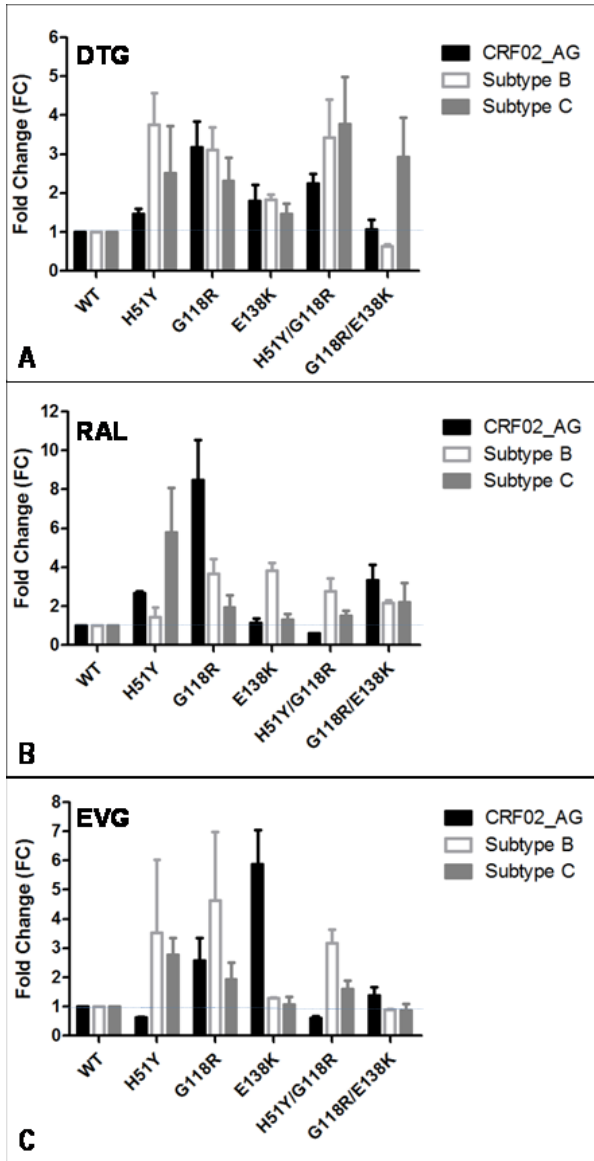 DTG
Fold Change (FC)
6
5
4
3
2
1
0
CRF02_AG
Subtype B
Subtype C
WT
H51Y
G118R
E138K
H51Y/G118R
G118R/E138K
A
RAL
Fold Change (FC)
12
10
8
6
4
2
0
CRF02_AG
Subtype B
Subtype C
WT
H51Y
G118R
E138K
H51Y/G118R
G118R/E138K
B
EVG
Fold Change (FC)
8
7
6
5
4
3
2
1
0
CRF02_AG
Subtype B
Subtype C
WT
H51Y
G118R
E138K
H51Y/G118R
G118R/E138K
C